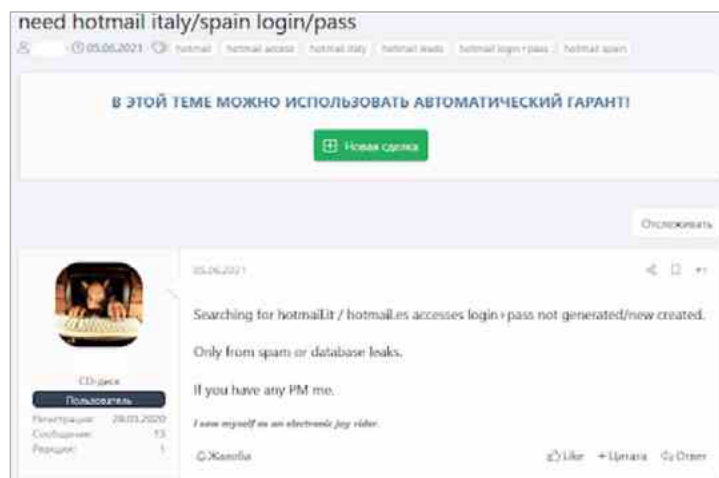 need hotmail italy/spain login/pass
05.06.2021 hotmail hotmail access hotmail italy hotmail leads hotmail login+pass hotmail spain
В ЭТОЙ ТЕМЕ МОЖНО ИСПОЛЬЗОВАТЬ АВТОМАТИЧЕСКИЙ ГАРАНТ!
Новая сделка
Отслеживать
05.06.2021 #1
Searching for hotmail.it / hotmail.es accesses login+pass not generated/new created.
Only from spam or database leaks.
If you have any PM me.
I saw myself as an electronic joy rider.
CD-диск
Пользователь
Регистрация: 28.03.2020
Сообщения: 13
Реакции: 1
Жалоба Like + Цитата Ответ